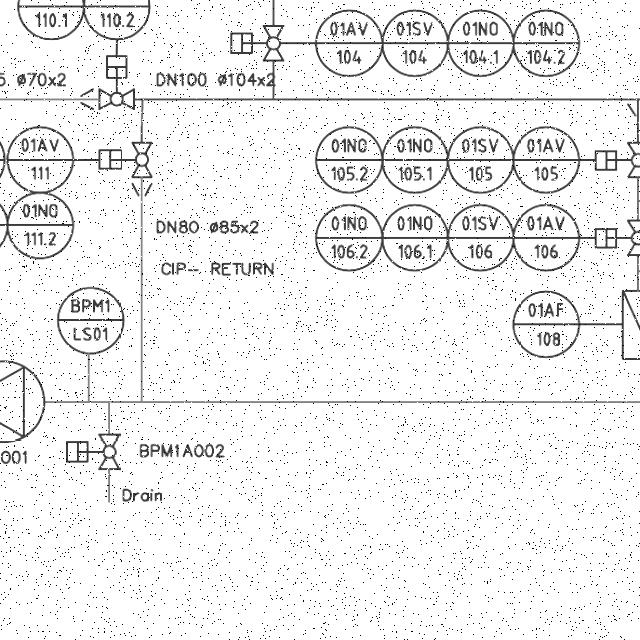 110.1 110.2
01AV 01SV 01NO 01NO
104 104 104.1 104.2
ø70x2 DN100 ø104x2
01AV
111
01NO 01NO 01SV 01AV
105.2 105.1 105 105
01NO
111.2
01NO 01NO 01SV 01AV
106.2 106.1 106 106
DN80 ø85x2
CIP- RETURN
BPM1
LS01
01AF
108
BPM1A002
Drain